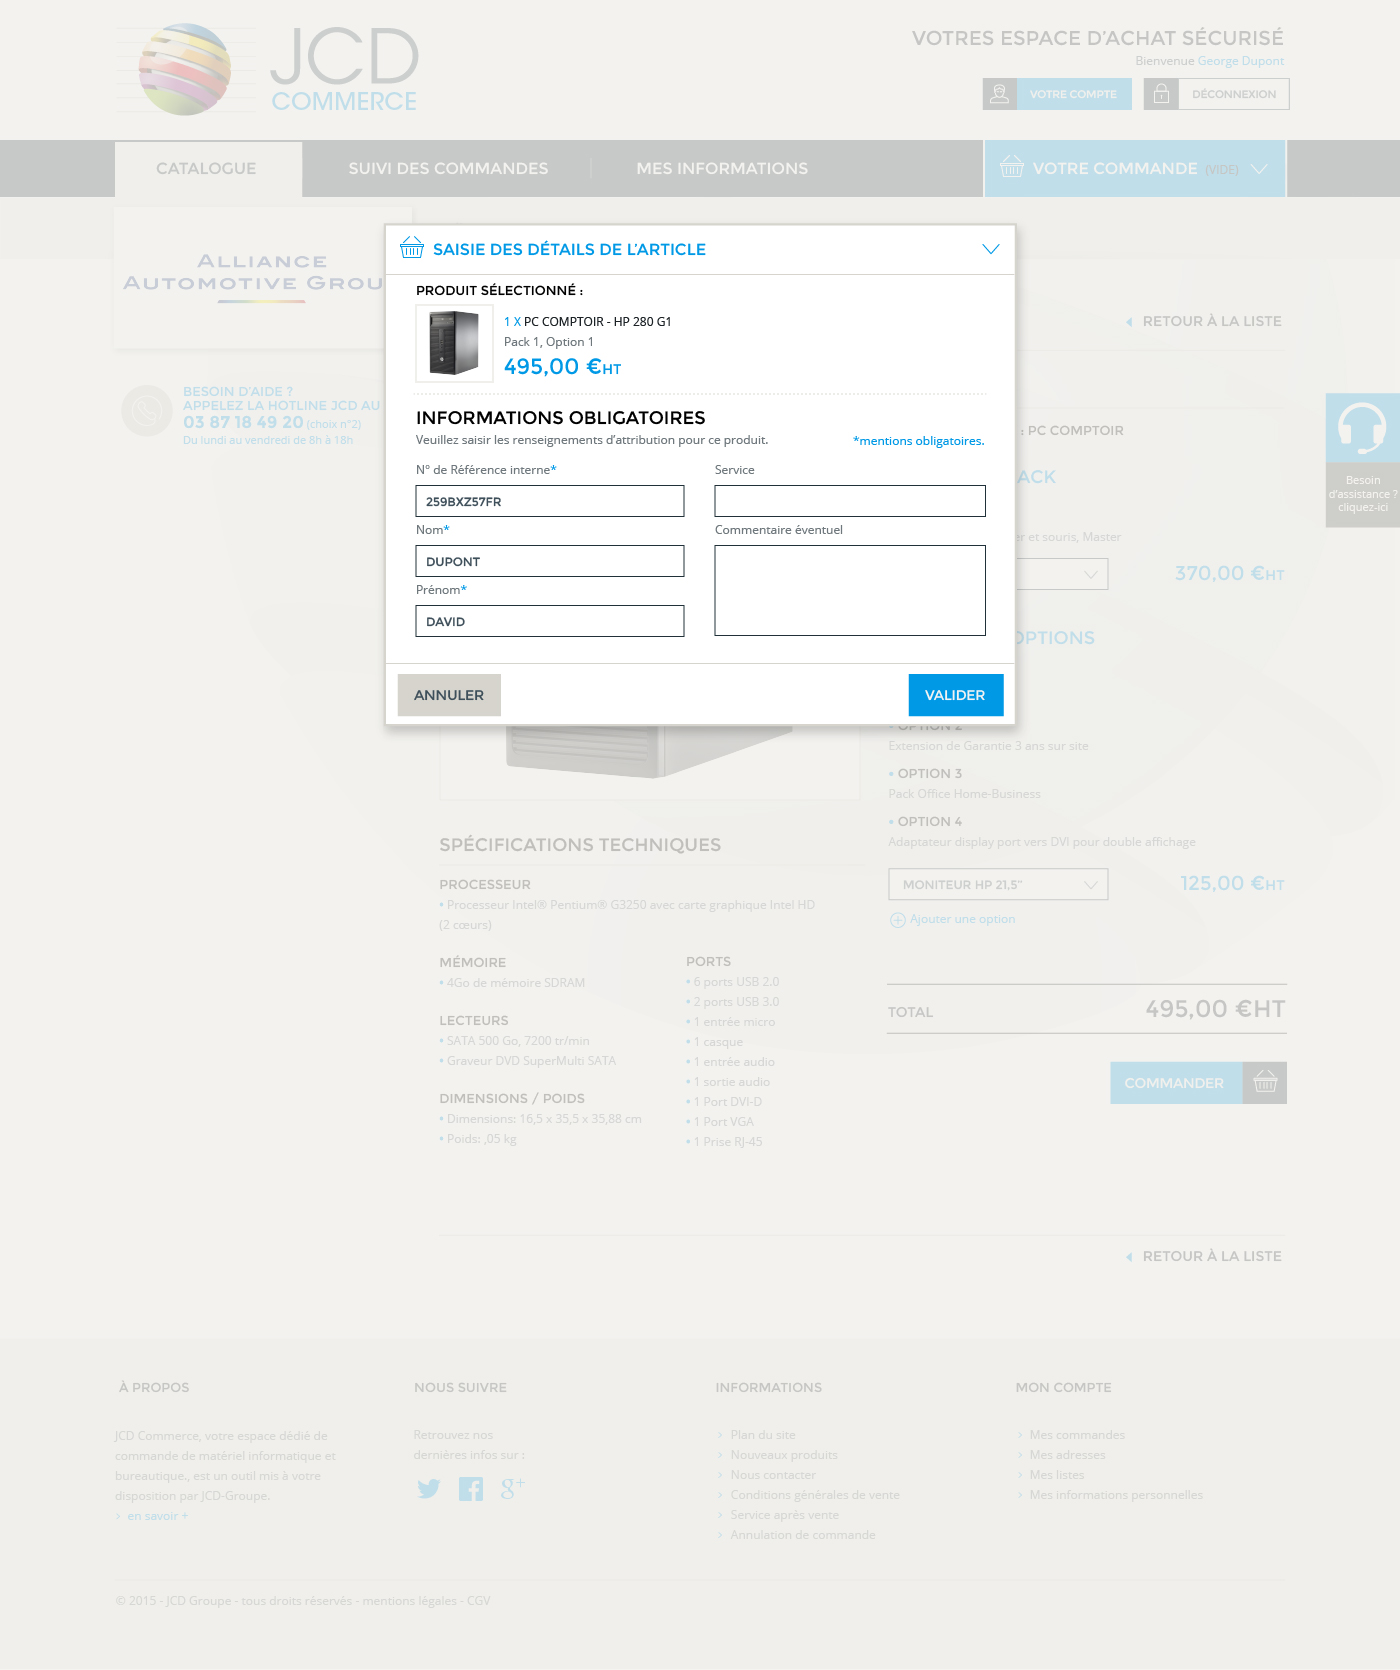 JCD
COMMERCE
VOTRES ESPACE D'ACHAT SÉCURISÉ
Bienvenue George Dupont
VOTRE COMPTE
DÉCONNEXION
CATALOGUE
SUIVI DES COMMANDES
MES INFORMATIONS
VOTRE COMMANDE (VIDE)
ALLIANCE
AUTOMOTIVE GROU
BESOIN D'AIDE ?
APPELEZ LA HOTLINE JCD AU
03 87 18 49 20 (choix n°2)
Du lundi au vendredi de 8h à 18h
SAISIE DES DÉTAILS DE L'ARTICLE
PRODUIT SÉLECTIONNÉ :
1 X PC COMPTOIR - HP 280 G1
Pack 1, Option 1
495,00 €HT
INFORMATIONS OBLIGATOIRES
Veuillez saisir les renseignements d'attribution pour ce produit.
*mentions obligatoires.
N° de Référence interne*
259BXZ57FR
Nom*
DUPONT
Prénom*
DAVID
Service
Commentaire éventuel
ANNULER
VALIDER
RETOUR À LA LISTE
: PC COMPTOIR
ACK
er et souris, Master
370,00 €HT
OPTIONS
• OPTION 2
Extension de Garantie 3 ans sur site
• OPTION 3
Pack Office Home-Business
• OPTION 4
Adaptateur display port vers DVI pour double affichage
MONITEUR HP 21,5"
125,00 €HT
Ajouter une option
TOTAL
495,00 €HT
COMMANDER
Besoin
d'assistance ?
cliquez-ici
SPÉCIFICATIONS TECHNIQUES
PROCESSEUR
• Processeur Intel® Pentium® G3250 avec carte graphique Intel HD
(2 cœurs)
MÉMOIRE
• 4Go de mémoire SDRAM
LECTEURS
• SATA 500 Go, 7200 tr/min
• Graveur DVD SuperMulti SATA
DIMENSIONS / POIDS
• Dimensions: 16,5 x 35,5 x 35,88 cm
• Poids: ,05 kg
PORTS
• 6 ports USB 2.0
• 2 ports USB 3.0
• 1 entrée micro
• 1 casque
• 1 entrée audio
• 1 sortie audio
• 1 Port DVI-D
• 1 Port VGA
• 1 Prise RJ-45
RETOUR À LA LISTE
À PROPOS
JCD Commerce, votre espace dédié de
commande de matériel informatique et
bureautique., est un outil mis à votre
disposition par JCD-Groupe.
> en savoir +
NOUS SUIVRE
Retrouvez nos
dernières infos sur :
g+
INFORMATIONS
> Plan du site
> Nouveaux produits
> Nous contacter
> Conditions générales de vente
> Service après vente
> Annulation de commande
MON COMPTE
> Mes commandes
> Mes adresses
> Mes listes
> Mes informations personnelles
© 2015 - JCD Groupe - tous droits réservés - mentions légales - CGV